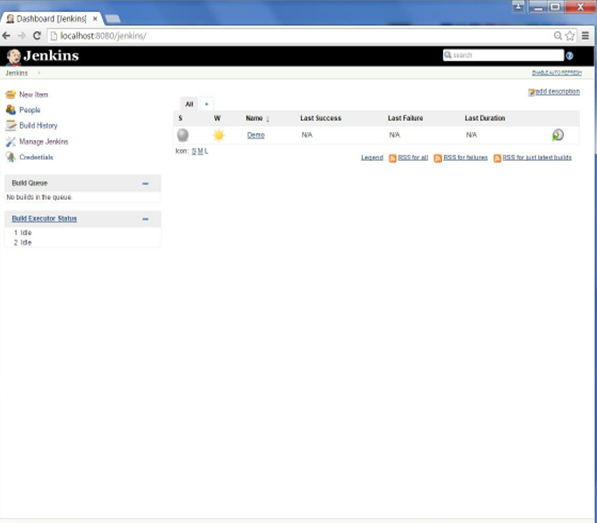 Dashboard [Jenkins]
localhost:8080/jenkins/
Jenkins
search
Jenkins
ENABLE AUTO REFRESH
New Item
People
Build History
Manage Jenkins
Credentials
add description
All +
S W Name ↓ Last Success Last Failure Last Duration
Demo N/A N/A N/A
Icon: S M L
Legend RSS for all RSS for failures RSS for just latest builds
Build Queue
No builds in the queue.
Build Executor Status
1 Idle
2 Idle